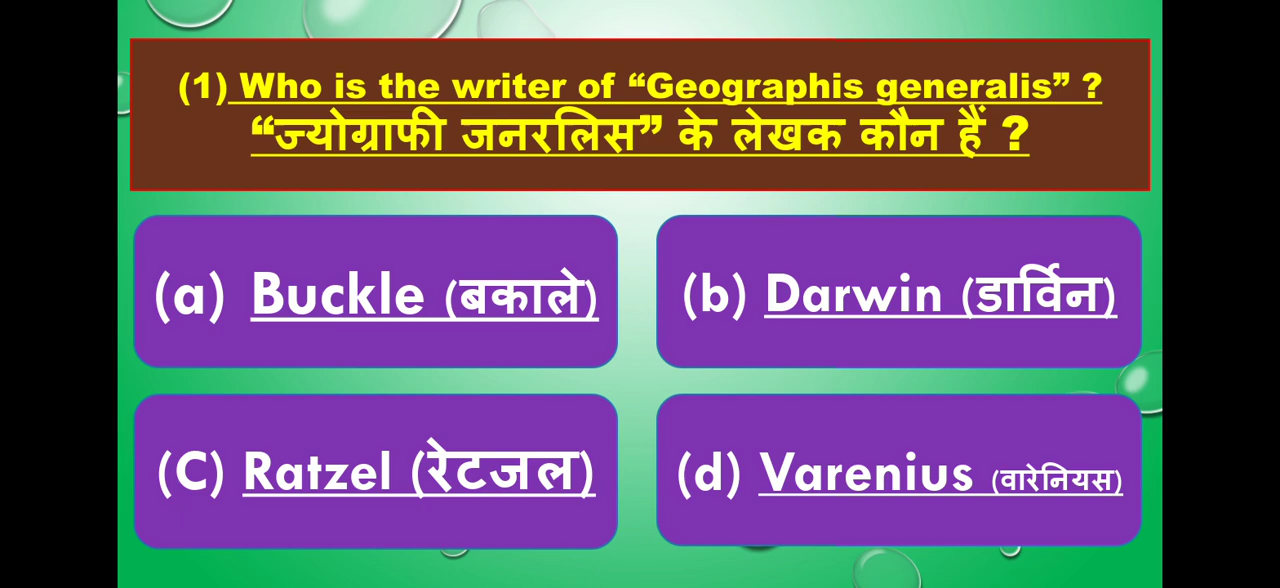 (1) Who is the writer of “Geographis generalis” ?
“ज्योग्राफी जनरलिस” के लेखक कौन हैं ?
(a) Buckle (बकाले)
(b) Darwin (डार्विन)
(C) Ratzel (रेटजल)
(d) Varenius (वारेनियस)